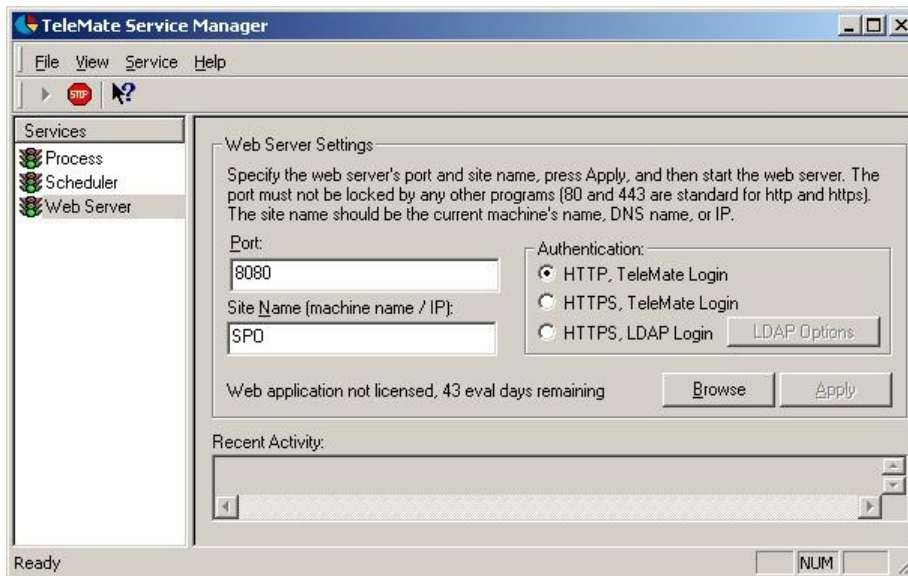 TeleMate Service Manager
File View Service Help
STOP
Services
Process
Scheduler
Web Server
Web Server Settings
Specify the web server's port and site name, press Apply, and then start the web server. The
port must not be locked by any other programs (80 and 443 are standard for http and https).
The site name should be the current machine's name, DNS name, or IP.
Port:
8080
Site Name (machine name / IP):
SPO
Authentication:
HTTP, TeleMate Login
HTTPS, TeleMate Login
HTTPS, LDAP Login LDAP Options
Web application not licensed, 43 eval days remaining Browse Apply
Recent Activity:
Ready NUM